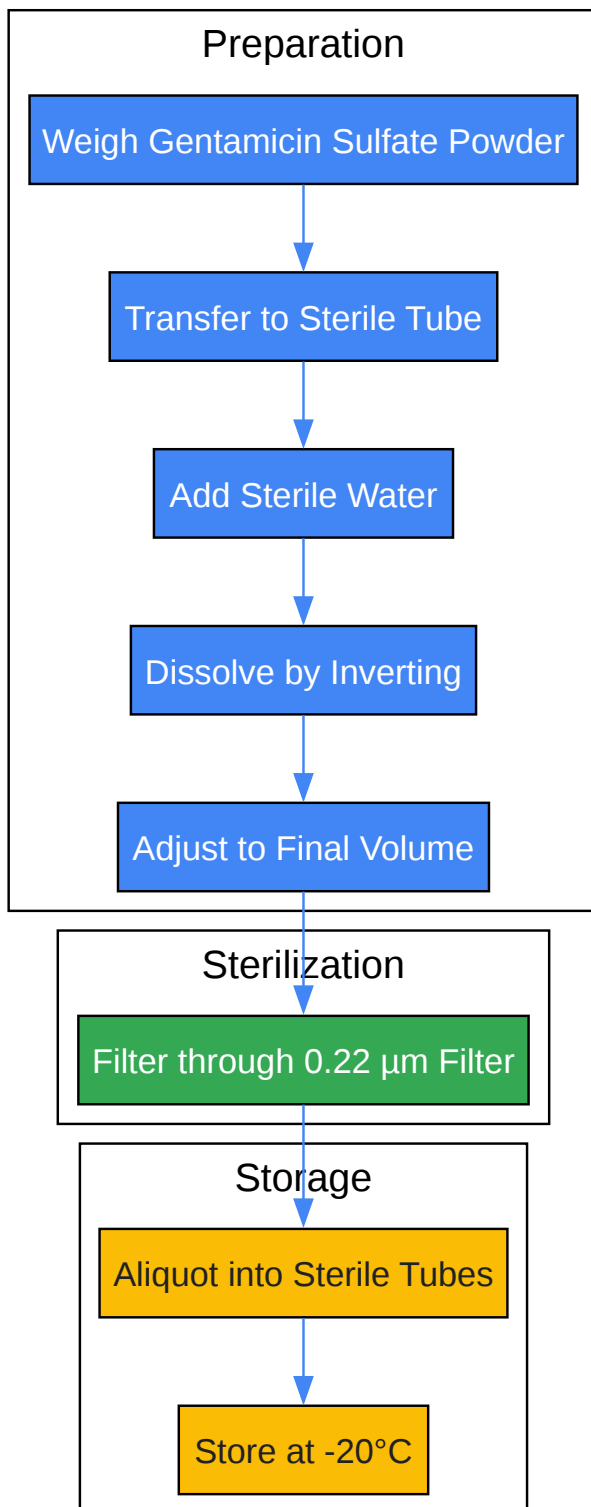 Preparation
Weigh Gentamicin Sulfate Powder
Transfer to Sterile Tube
Add Sterile Water
Dissolve by Inverting
Adjust to Final Volume
Sterilization
Filter through 0.22 µm Filter
Storage
Aliquot into Sterile Tubes
Store at -20°C